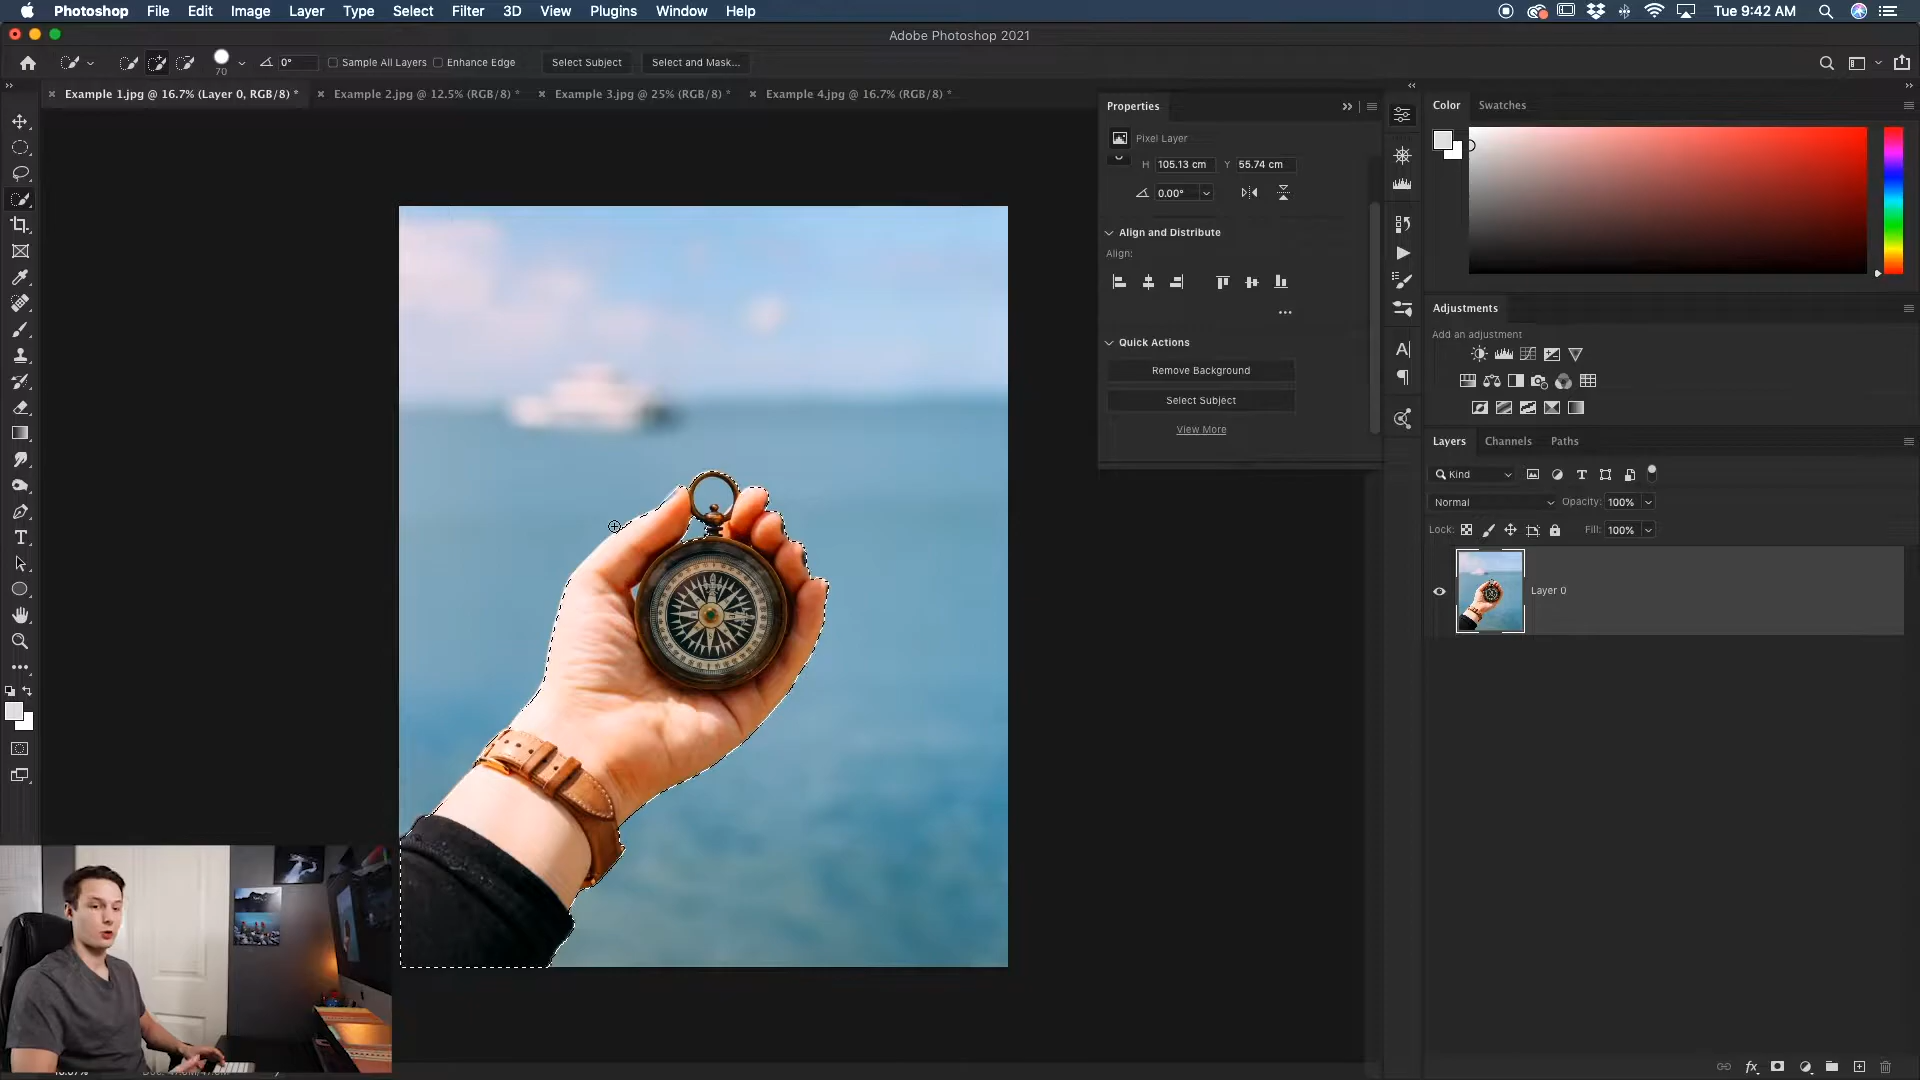 Photoshop File Edit Image Layer Type Select Filter 3D View Plugins Window Help Tue 9:42 AM
Adobe Photoshop 2021
70 0° Sample All Layers Enhance Edge Select Subject Select and Mask...
Example 1.jpg @ 16.7% (Layer 0, RGB/8) * Example 2.jpg @ 12.5% (RGB/8) * Example 3.jpg @ 25% (RGB/8) * Example 4.jpg @ 16.7% (RGB/8) *
Properties
Pixel Layer
H 105.13 cm Y 55.74 cm
0.00°
Align and Distribute
Align:
Quick Actions
Remove Background
Select Subject
View More
Color Swatches
Adjustments
Add an adjustment
Layers Channels Paths
Kind
Normal Opacity: 100%
Lock: Fill: 100%
Layer 0